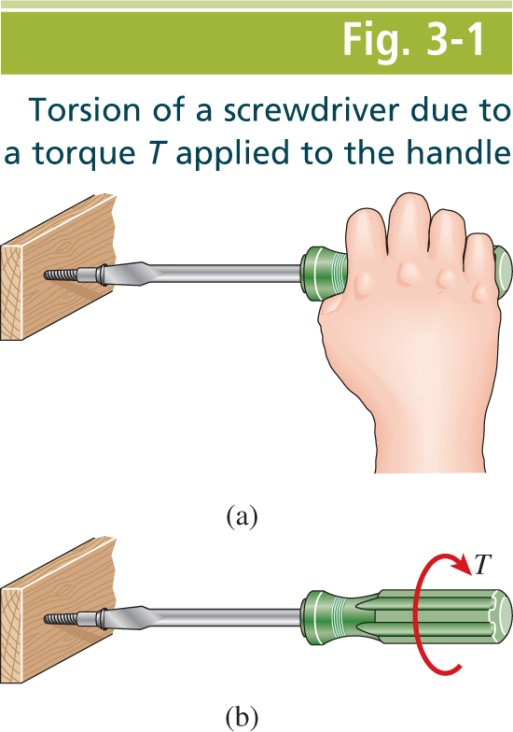 Fig. 3-1
Torsion of a screwdriver due to
a torque T applied to the handle
(a)
T
(b)